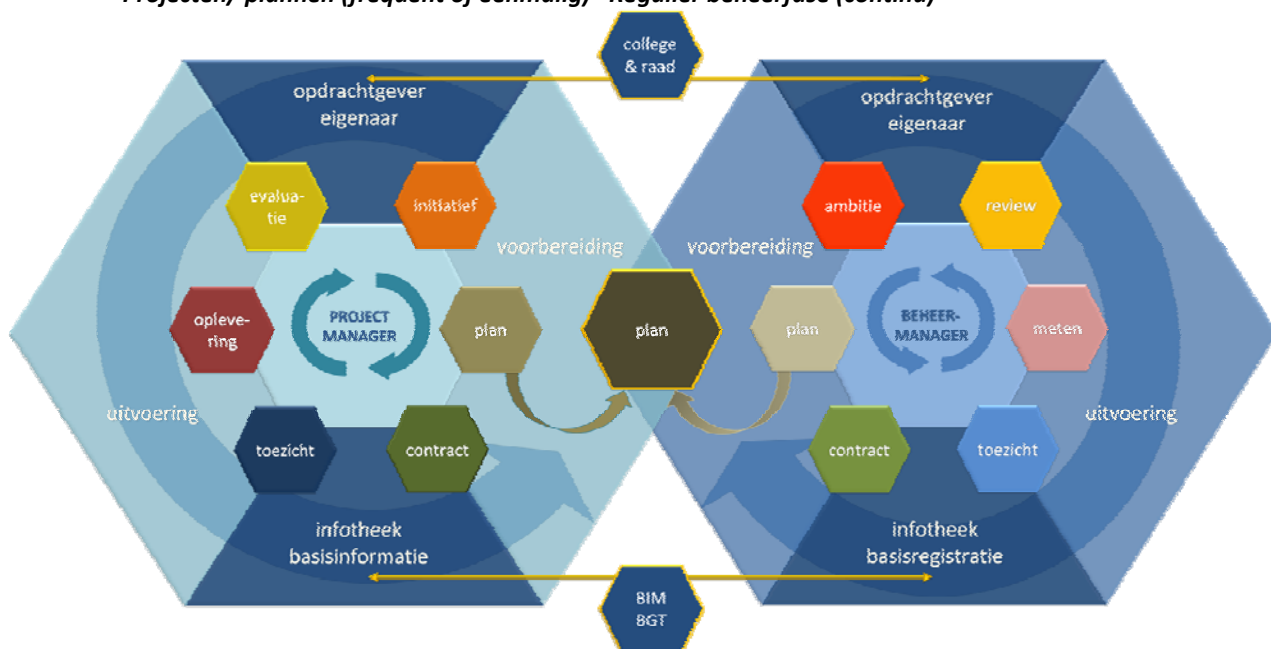 Projecten/ plannen (frequent of eenmalig) Regulier beheerfase (continu)
college
& raad
opdrachtgever
eigenaar
opdrachtgever
eigenaar
evalua-
tie
initiatief
ambitie
review
voorbereiding
voorbereiding
opleve-
ring
PROJECT
MANAGER
plan
plan
plan
BEHEER-
MANAGER
meten
uitvoering
uitvoering
toezicht
contract
contract
toezicht
infotheek
basisinformatie
infotheek
basisregistratie
BIM
BGT